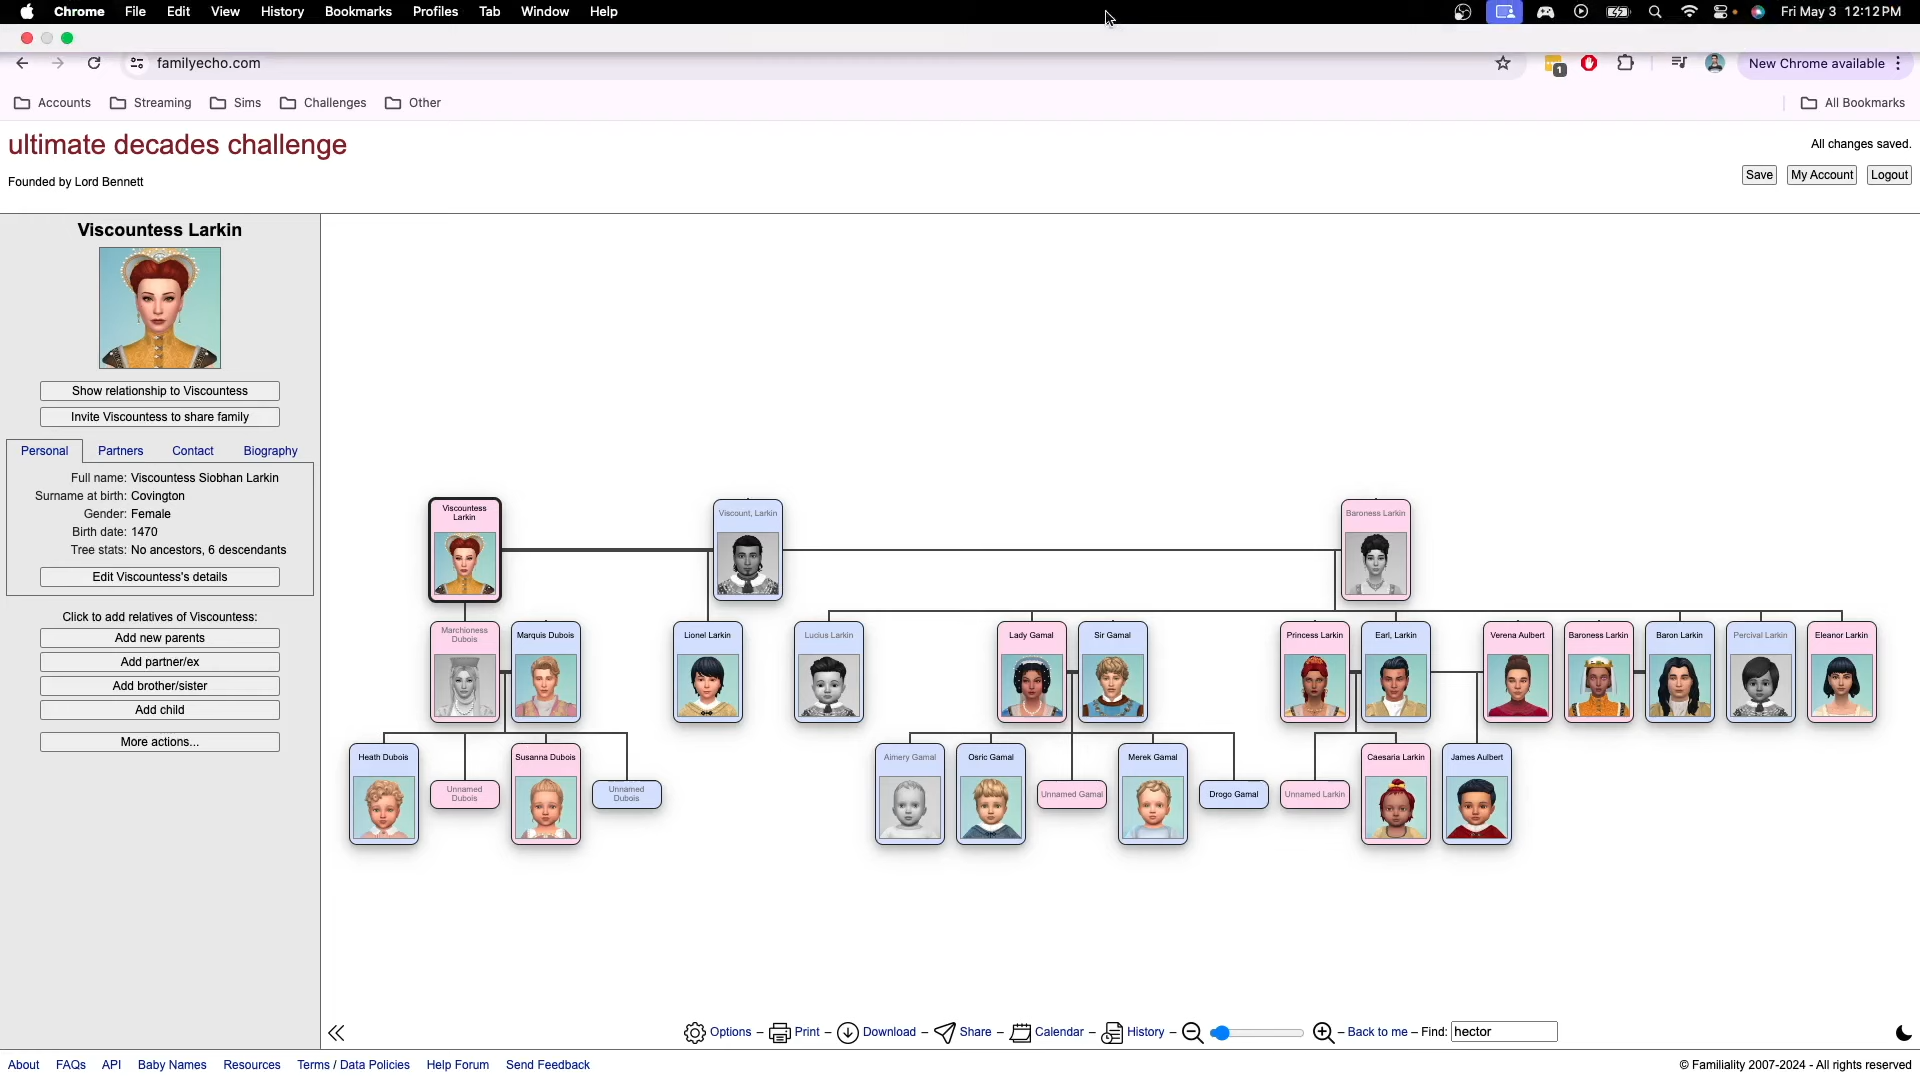 Chrome File Edit View History Bookmarks Profiles Tab Window Help
Fri May 3 12:12 PM
familyecho.com
1
New Chrome available
Accounts Streaming Sims Challenges Other
All Bookmarks
ultimate decades challenge
All changes saved.
Founded by Lord Bennett
Save My Account Logout
Viscountess Larkin
Show relationship to Viscountess
Invite Viscountess to share family
Personal Partners Contact Biography
Full name: Viscountess Siobhan Larkin
Surname at birth: Covington
Gender: Female
Birth date: 1470
Tree stats: No ancestors, 6 descendants
Edit Viscountess's details
Click to add relatives of Viscountess:
Add new parents
Add partner/ex
Add brother/sister
Add child
More actions...
Viscountess
Larkin
Viscount, Larkin
Baroness Larkin
Marchioness
Dubois
Marquis Dubois
Lionel Larkin
Lucius Larkin
Lady Gamal
Sir Gamal
Princess Larkin
Earl, Larkin
Verena Aulbert
Baroness Larkin
Baron Larkin
Percival Larkin
Eleanor Larkin
Heath Dubois
Unnamed
Dubois
Susanna Dubois
Unnamed
Dubois
Aimery Gamal
Osric Gamal
Unnamed Gamal
Merek Gamal
Drogo Gamal
Unnamed Larkin
Caesaria Larkin
James Aulbert
Options – Print – Download – Share – Calendar – History – – Back to me – Find: hector
About FAQs API Baby Names Resources Terms / Data Policies Help Forum Send Feedback
© Familiality 2007-2024 - All rights reserved